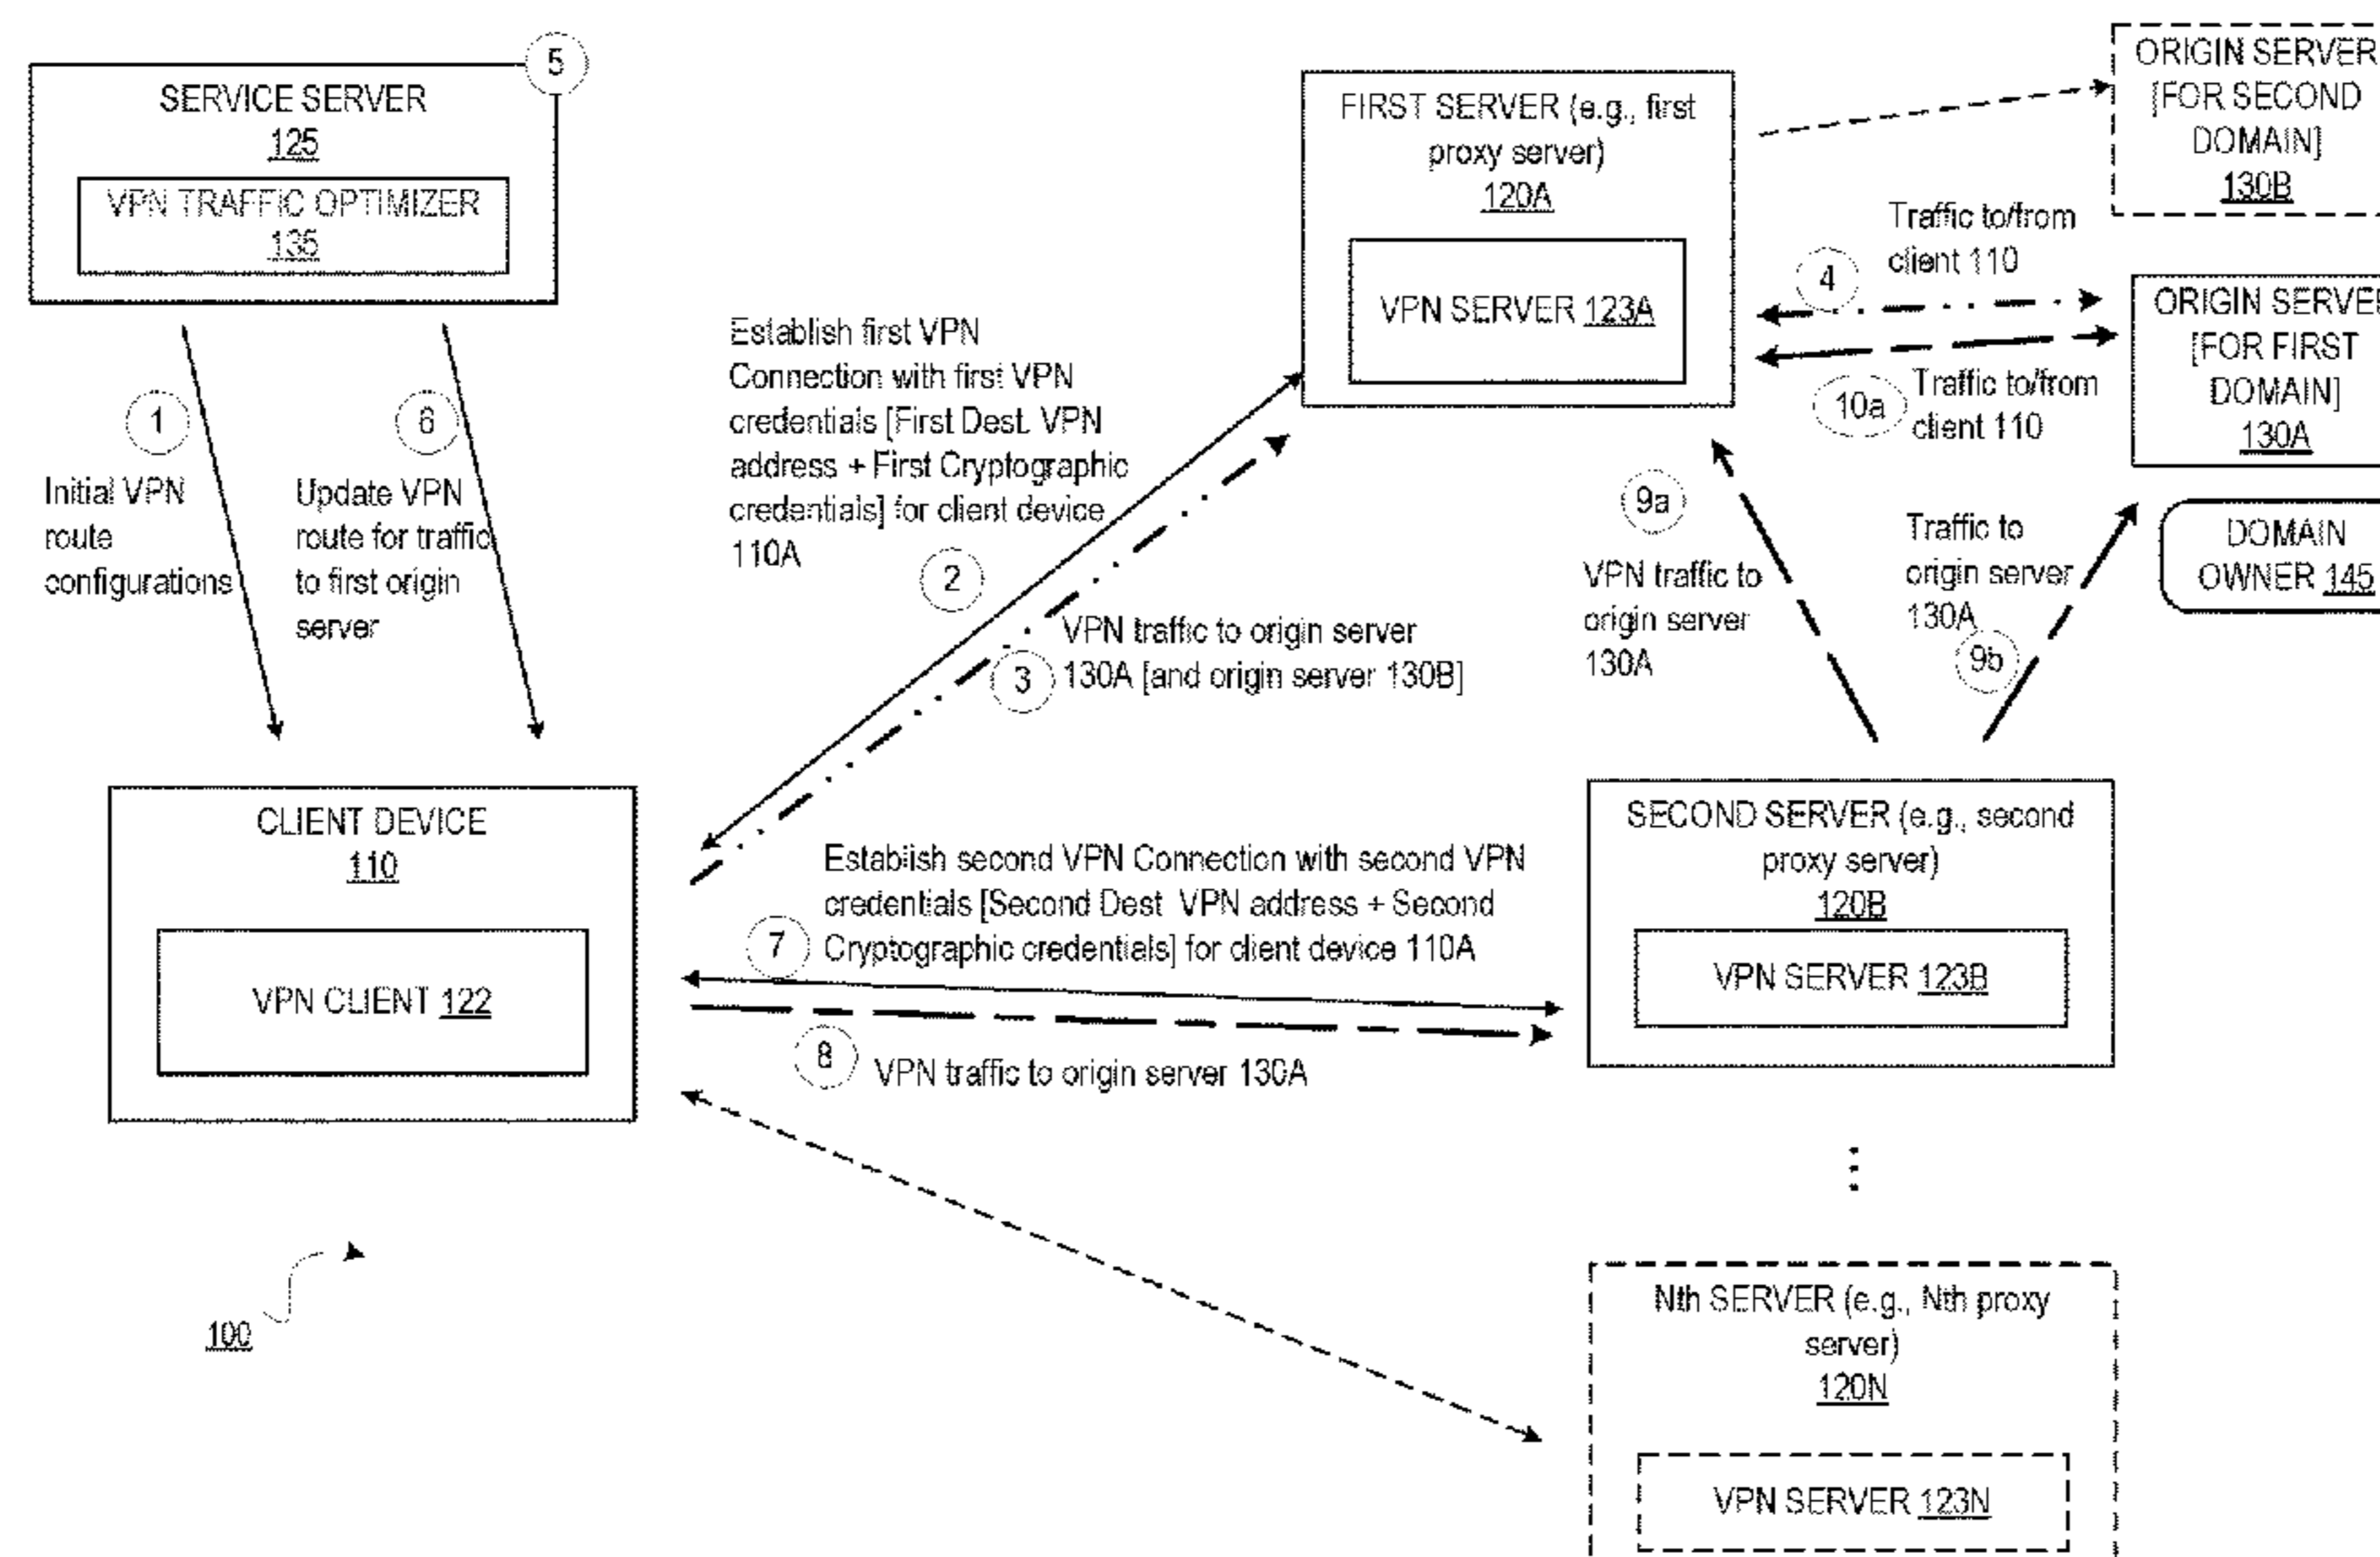 5
SERVICE SERVER
125
VPN TRAFFIC OPTIMIZER
135
1
Initial VPN
route
configurations
6
Update VPN
route for traffic
to first origin
server
Establish first VPN
Connection with first VPN
credentials [First Dest. VPN
address + First Cryptographic
credentials] for client device
110A
2
3
VPN traffic to origin server
130A [and origin server 130B]
FIRST SERVER (e.g., first
proxy server)
120A
VPN SERVER 123A
ORIGIN SERVER
[FOR SECOND
DOMAIN]
130B
Traffic to/from
client 110
4
10a
Traffic to/from
client 110
ORIGIN SERVER
[FOR FIRST
DOMAIN]
130A
DOMAIN
OWNER 145
9a
VPN traffic to
origin server
130A
Traffic to
origin server
130A
9b
CLIENT DEVICE
110
VPN CLIENT 122
Establish second VPN Connection with second VPN
credentials [Second Dest VPN address + Second
7
Cryptographic credentials] for client device 110A
8
VPN traffic to origin server 130A
SECOND SERVER (e.g., second
proxy server)
120B
VPN SERVER 123B
Nth SERVER (e.g., Nth proxy
server)
120N
VPN SERVER 123N
100